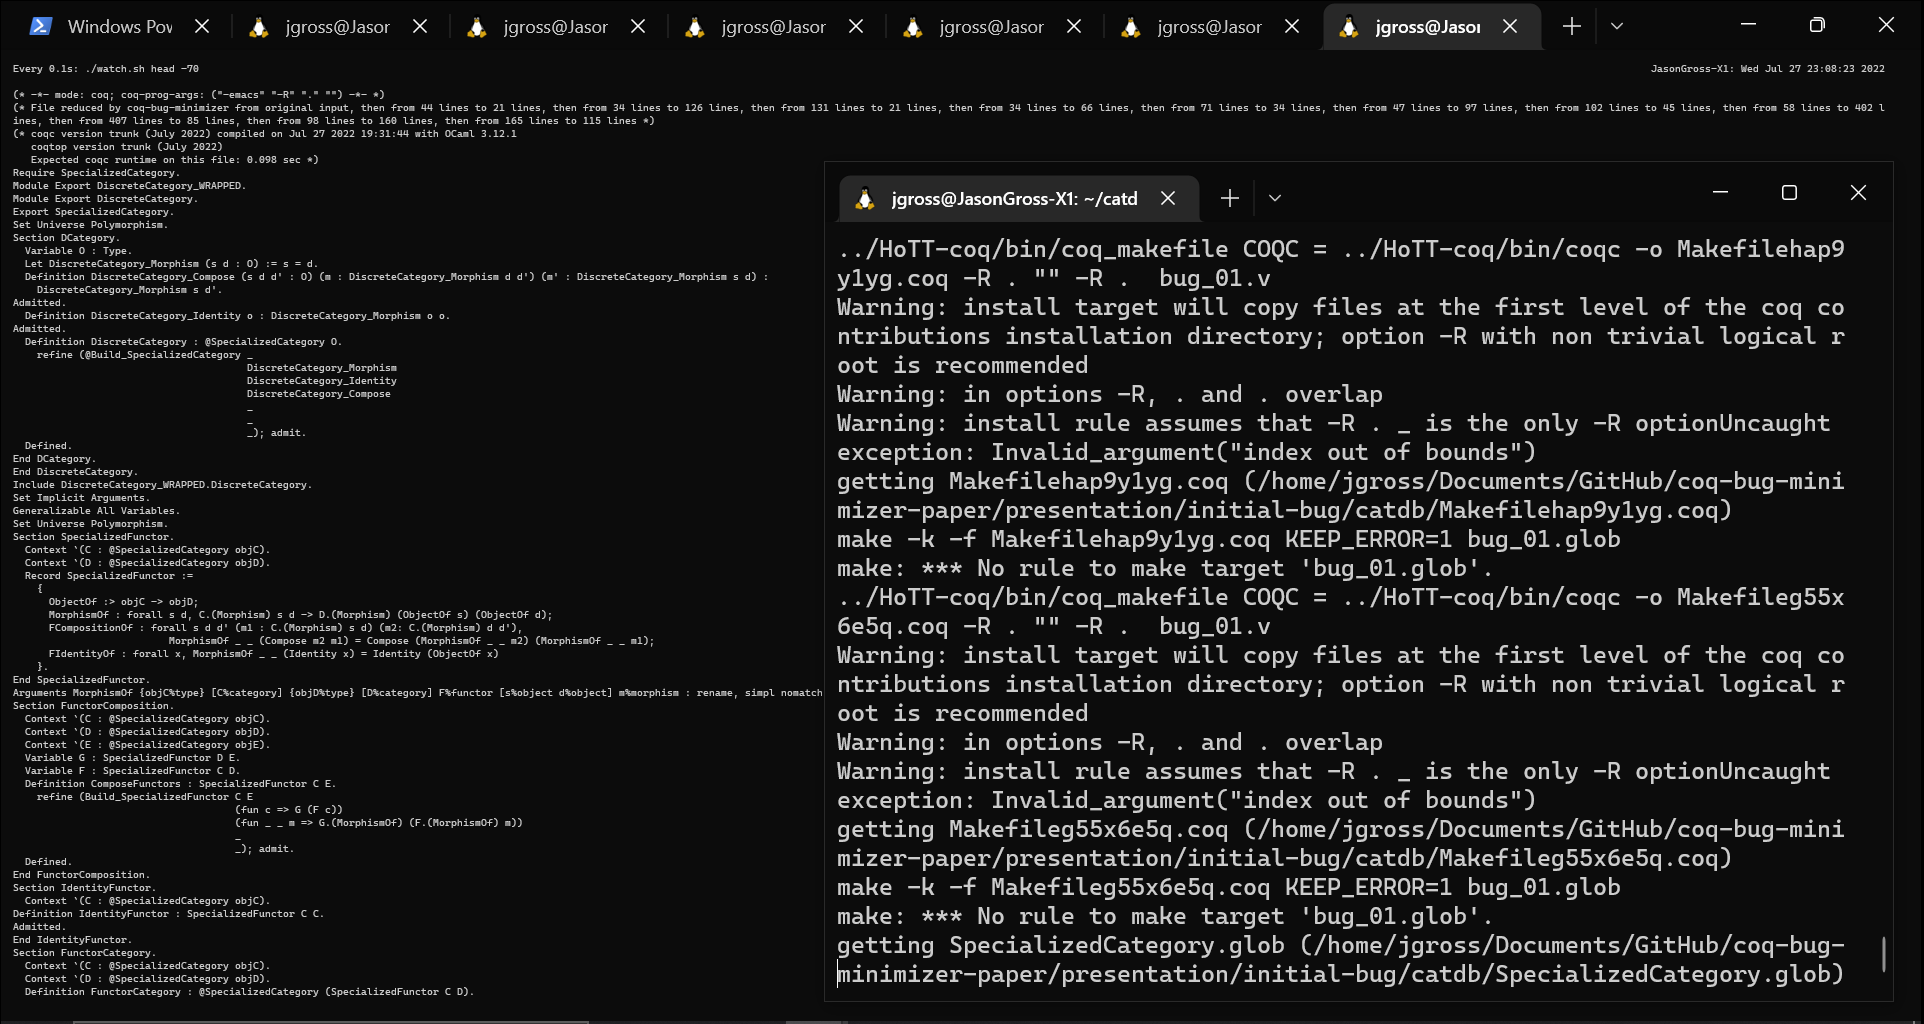 Windows Pov
jgross@Jasor
jgross@Jasor
jgross@Jasor
jgross@Jasor
jgross@Jasor
jgross@Jasor
Every 0.1s: ./watch.sh head -70
JasonGross-X1: Wed Jul 27 23:08:23 2022
(* -*- mode: coq; coq-prog-args: ("-emacs" "-R" "." "") -*- *)
(* File reduced by coq-bug-minimizer from original input, then from 44 lines to 21 lines, then from 34 lines to 126 lines, then from 131 lines to 21 lines, then from 34 lines to 66 lines, then from 71 lines to 34 lines, then from 47 lines to 97 lines, then from 102 lines to 45 lines, then from 58 lines to 402 l
ines, then from 407 lines to 85 lines, then from 98 lines to 160 lines, then from 165 lines to 115 lines *)
(* coqc version trunk (July 2022) compiled on Jul 27 2022 19:31:44 with OCaml 3.12.1
   coqtop version trunk (July 2022)
   Expected coqc runtime on this file: 0.098 sec *)
Require SpecializedCategory.
Module Export DiscreteCategory_WRAPPED.
Module Export DiscreteCategory.
Export SpecializedCategory.
Set Universe Polymorphism.
Section DCategory.
  Variable O : Type.
  Let DiscreteCategory_Morphism (s d : O) := s = d.
  Definition DiscreteCategory_Compose (s d d' : O) (m : DiscreteCategory_Morphism d d') (m' : DiscreteCategory_Morphism s d) :
    DiscreteCategory_Morphism s d'.
Admitted.
  Definition DiscreteCategory_Identity o : DiscreteCategory_Morphism o o.
Admitted.
  Definition DiscreteCategory : @SpecializedCategory O.
    refine (@Build_SpecializedCategory _
                                       DiscreteCategory_Morphism
                                       DiscreteCategory_Identity
                                       DiscreteCategory_Compose
                                       _
                                       _
                                       _); admit.
  Defined.
End DCategory.
End DiscreteCategory.
Include DiscreteCategory_WRAPPED.DiscreteCategory.
Set Implicit Arguments.
Generalizable All Variables.
Set Universe Polymorphism.
Section SpecializedFunctor.
  Context `(C : @SpecializedCategory objC).
  Context `(D : @SpecializedCategory objD).
  Record SpecializedFunctor :=
    {
      ObjectOf :> objC -> objD;
      MorphismOf : forall s d, C.(Morphism) s d -> D.(Morphism) (ObjectOf s) (ObjectOf d);
      FCompositionOf : forall s d d' (m1 : C.(Morphism) s d) (m2: C.(Morphism) d d'),
                          MorphismOf _ _ (Compose m2 m1) = Compose (MorphismOf _ _ m2) (MorphismOf _ _ m1);
      FIdentityOf : forall x, MorphismOf _ _ (Identity x) = Identity (ObjectOf x)
    }.
End SpecializedFunctor.
Arguments MorphismOf {objC%type} [C%category] {objD%type} [D%category] F%functor [s%object d%object] m%morphism : rename, simpl nomatch
Section FunctorComposition.
  Context `(C : @SpecializedCategory objC).
  Context `(D : @SpecializedCategory objD).
  Context `(E : @SpecializedCategory objE).
  Variable G : SpecializedFunctor D E.
  Variable F : SpecializedFunctor C D.
  Definition ComposeFunctors : SpecializedFunctor C E.
    refine (Build_SpecializedFunctor C E
                                     (fun c => G (F c))
                                     (fun _ _ m => G.(MorphismOf) (F.(MorphismOf) m))
                                     _
                                     _); admit.
  Defined.
End FunctorComposition.
Section IdentityFunctor.
  Context `(C : @SpecializedCategory objC).
Definition IdentityFunctor : SpecializedFunctor C C.
Admitted.
End IdentityFunctor.
Section FunctorCategory.
  Context `(C : @SpecializedCategory objC).
  Context `(D : @SpecializedCategory objD).
  Definition FunctorCategory : @SpecializedCategory (SpecializedFunctor C D).
jgross@JasonGross-X1: ~/catd
../HoTT-coq/bin/coq_makefile COQC = ../HoTT-coq/bin/coqc -o Makefilehap9
y1yg.coq -R . "" -R .  bug_01.v
Warning: install target will copy files at the first level of the coq co
ntributions installation directory; option -R with non trivial logical r
oot is recommended
Warning: in options -R, . and . overlap
Warning: install rule assumes that -R . _ is the only -R optionUncaught
exception: Invalid_argument("index out of bounds")
getting Makefilehap9y1yg.coq (/home/jgross/Documents/GitHub/coq-bug-mini
mizer-paper/presentation/initial-bug/catdb/Makefilehap9y1yg.coq)
make -k -f Makefilehap9y1yg.coq KEEP_ERROR=1 bug_01.glob
make: *** No rule to make target 'bug_01.glob'.
../HoTT-coq/bin/coq_makefile COQC = ../HoTT-coq/bin/coqc -o Makefileg55x
6e5q.coq -R . "" -R .  bug_01.v
Warning: install target will copy files at the first level of the coq co
ntributions installation directory; option -R with non trivial logical r
oot is recommended
Warning: in options -R, . and . overlap
Warning: install rule assumes that -R . _ is the only -R optionUncaught
exception: Invalid_argument("index out of bounds")
getting Makefileg55x6e5q.coq (/home/jgross/Documents/GitHub/coq-bug-mini
mizer-paper/presentation/initial-bug/catdb/Makefileg55x6e5q.coq)
make -k -f Makefileg55x6e5q.coq KEEP_ERROR=1 bug_01.glob
make: *** No rule to make target 'bug_01.glob'.
getting SpecializedCategory.glob (/home/jgross/Documents/GitHub/coq-bug-
minimizer-paper/presentation/initial-bug/catdb/SpecializedCategory.glob)